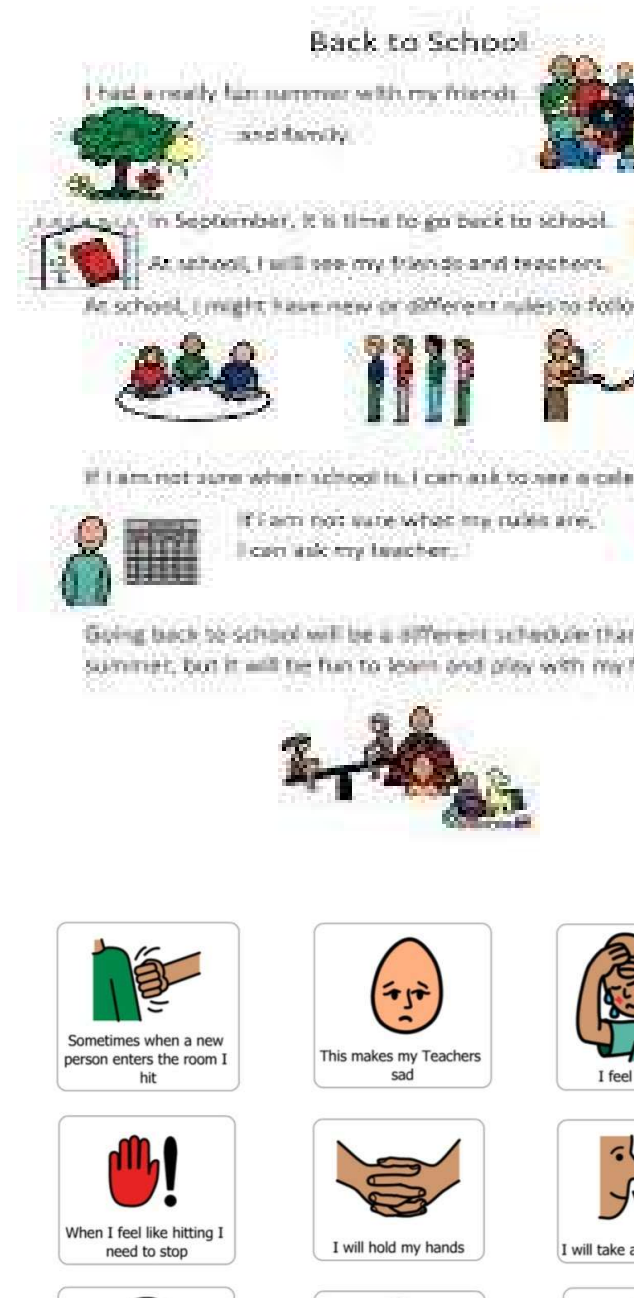 Back to School
I had a really fun summer with my friends
and family.
In September, it is time to go back to school.
At school, I will see my friends and teachers.
At school, I might have new or different rules to follo
If I am not sure when school is, I can ask to see a cale
If I am not sure what my rules are,
I can ask my teacher.
Going back to school will be a different schedule than
summer, but it will be fun to learn and play with my f
Sometimes when a new
person enters the room I
hit
This makes my Teachers
sad
I feel
When I feel like hitting I
need to stop
I will hold my hands
I will take a